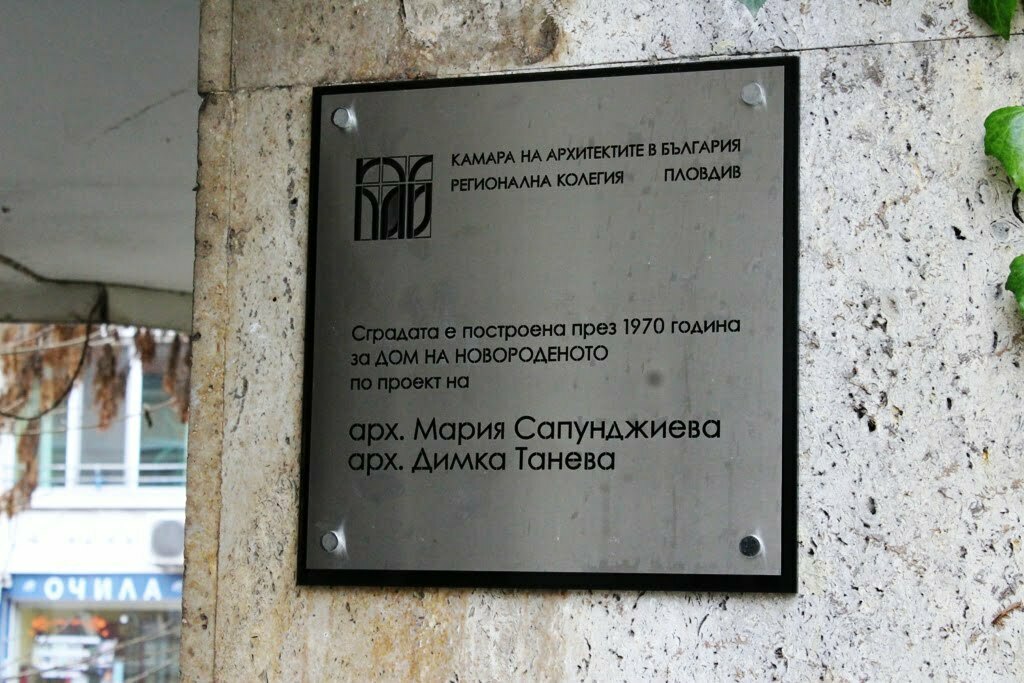 КАМАРА НА АРХИТЕКТИТЕ В БЪЛГАРИЯ
РЕГИОНАЛНА КОЛЕГИЯ ПЛОВДИВ
Сградата е построена през 1970 година
за ДОМ НА НОВОРОДЕНОТО
по проект на
арх. Мария Сапунджиева
арх. Димка Танева
ОЧИЛА